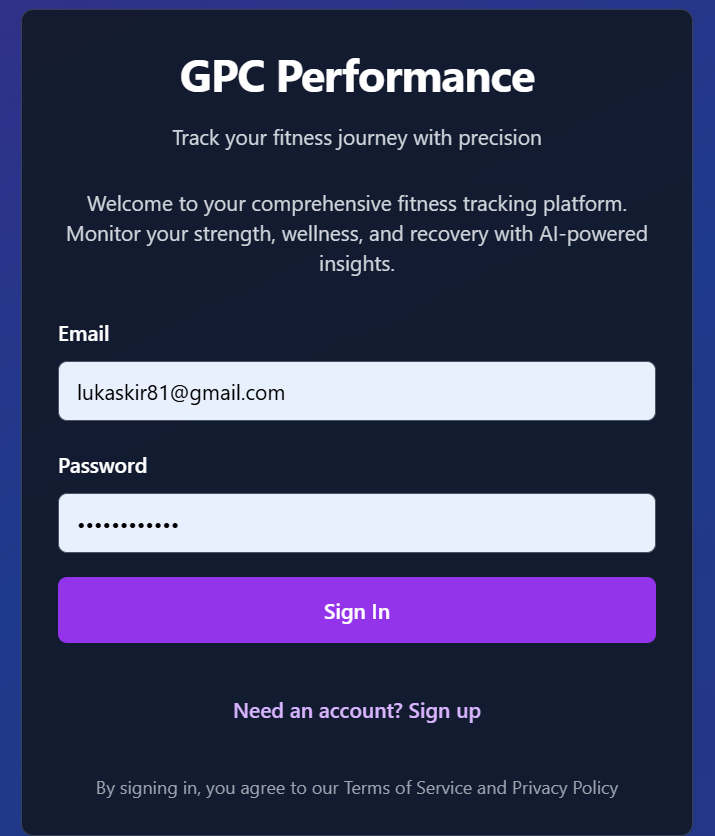 GPC Performance
Track your fitness journey with precision
Welcome to your comprehensive fitness tracking platform.
Monitor your strength, wellness, and recovery with AI-powered
insights.
Email
lukaskir81@gmail.com
Password
••••••••••••
Sign In
Need an account? Sign up
By signing in, you agree to our Terms of Service and Privacy Policy